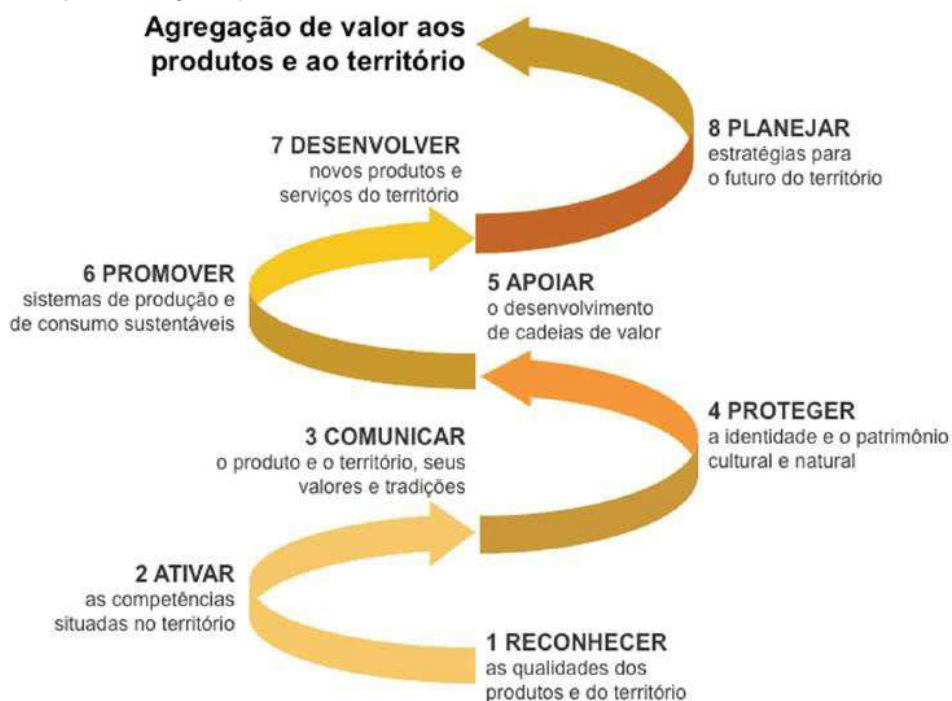 Agregação de valor aos
produtos e ao território
8 PLANEJAR
estratégias para
o futuro do território
7 DESENVOLVER
novos produtos e
serviços do território
6 PROMOVER
sistemas de produção e
de consumo sustentáveis
5 APOIAR
o desenvolvimento
de cadeias de valor
4 PROTEGER
a identidade e o patrimônio
cultural e natural
3 COMUNICAR
o produto e o território, seus
valores e tradições
2 ATIVAR
as competências
situadas no território
1 RECONHECER
as qualidades dos
produtos e do território